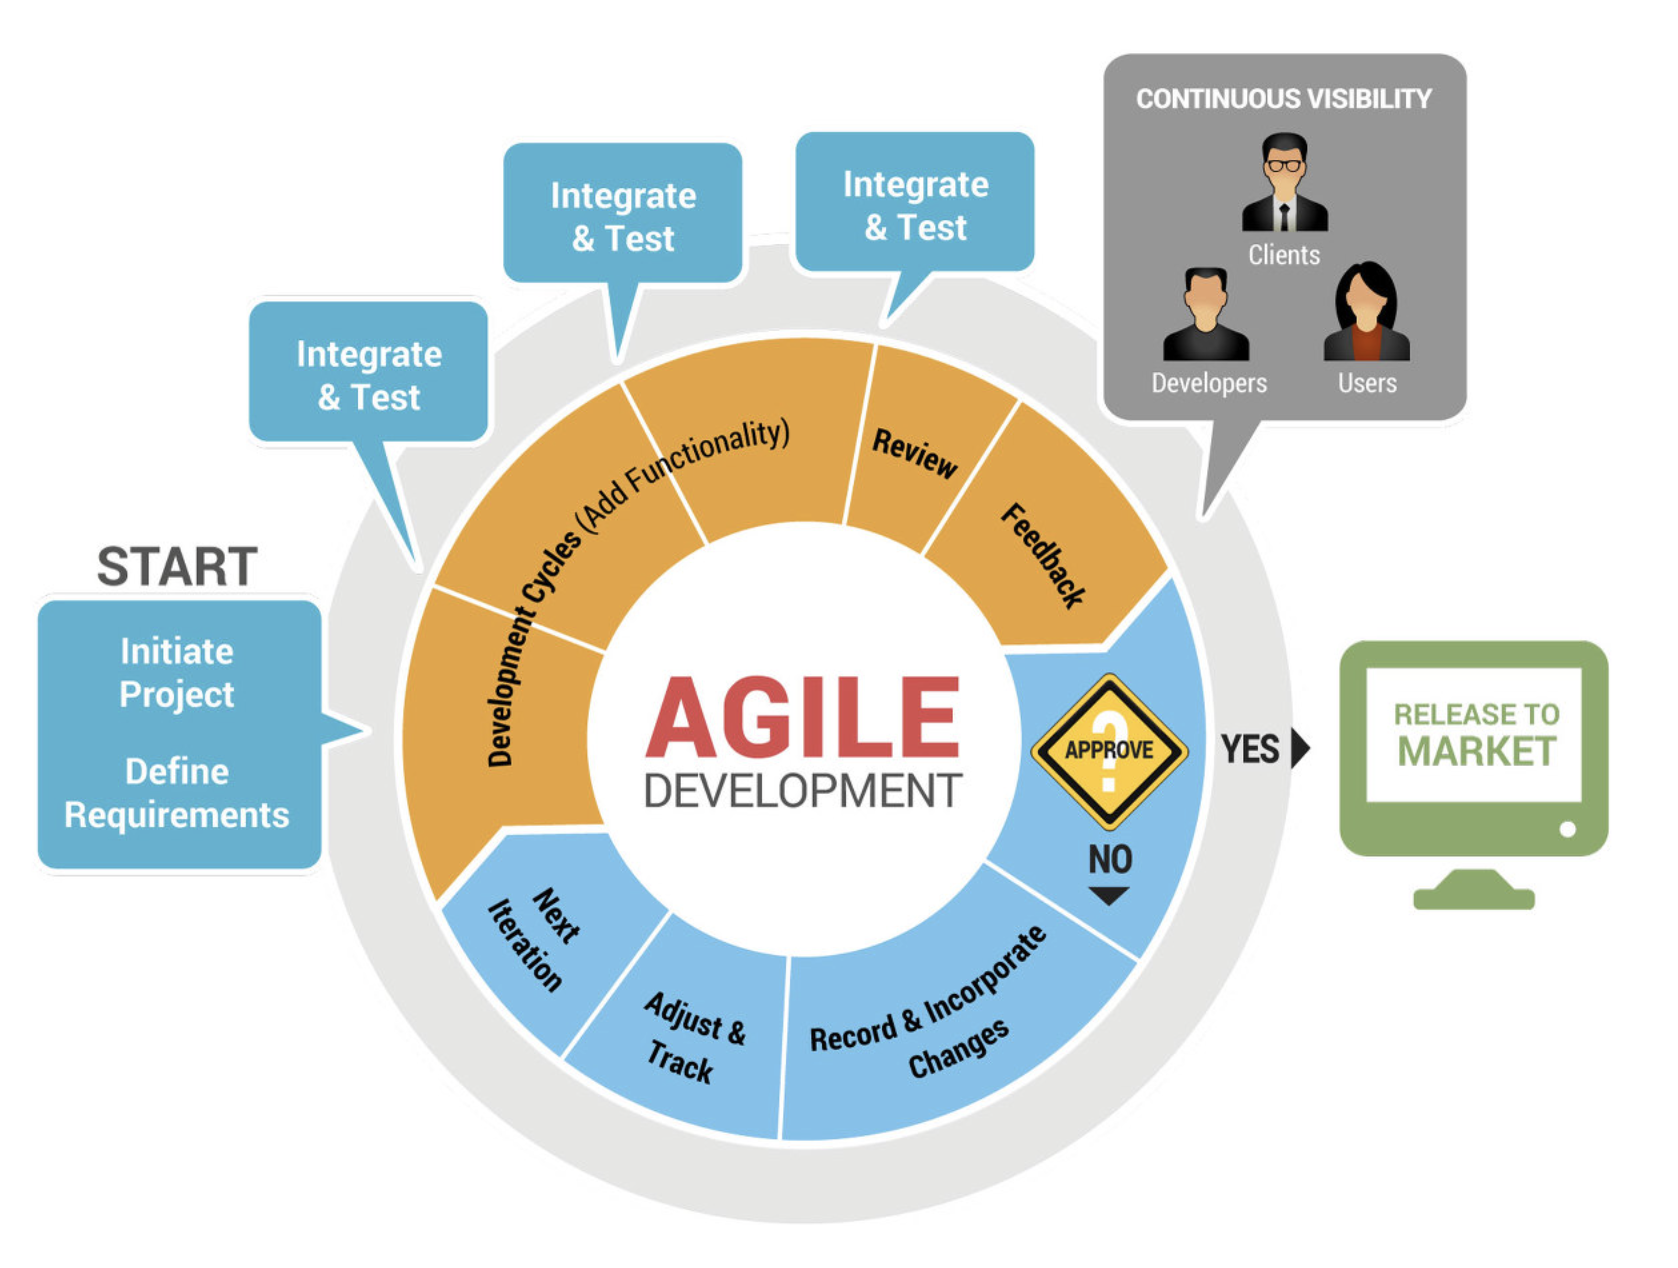 START
Initiate
Project
Define
Requirements
Integrate
& Test
Integrate
& Test
Integrate
& Test
CONTINUOUS VISIBILITY
Clients
Developers
Users
Development Cycles (Add Functionality)
Review
Feedback
APPROVE
?
YES
NO
RELEASE TO
MARKET
Record & Incorporate
Changes
Adjust &
Track
Next
Iteration
AGILE
DEVELOPMENT